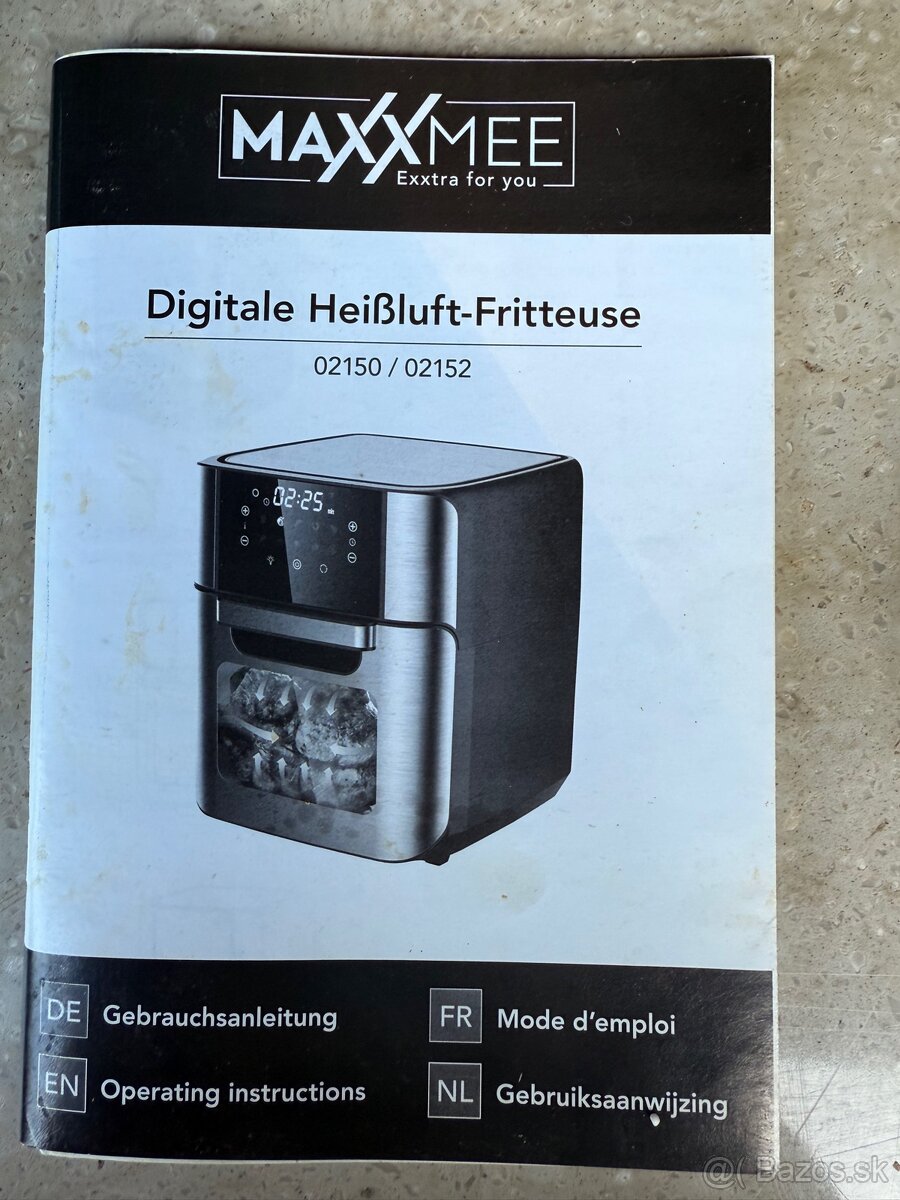 MAXXMEE
Exxtra for you
Digitale Heißluft-Fritteuse
02150 / 02152
02:25
DE Gebrauchsanleitung
FR Mode d'emploi
EN Operating instructions
NL Gebruiksaanwijzing
@( Bazos.sk